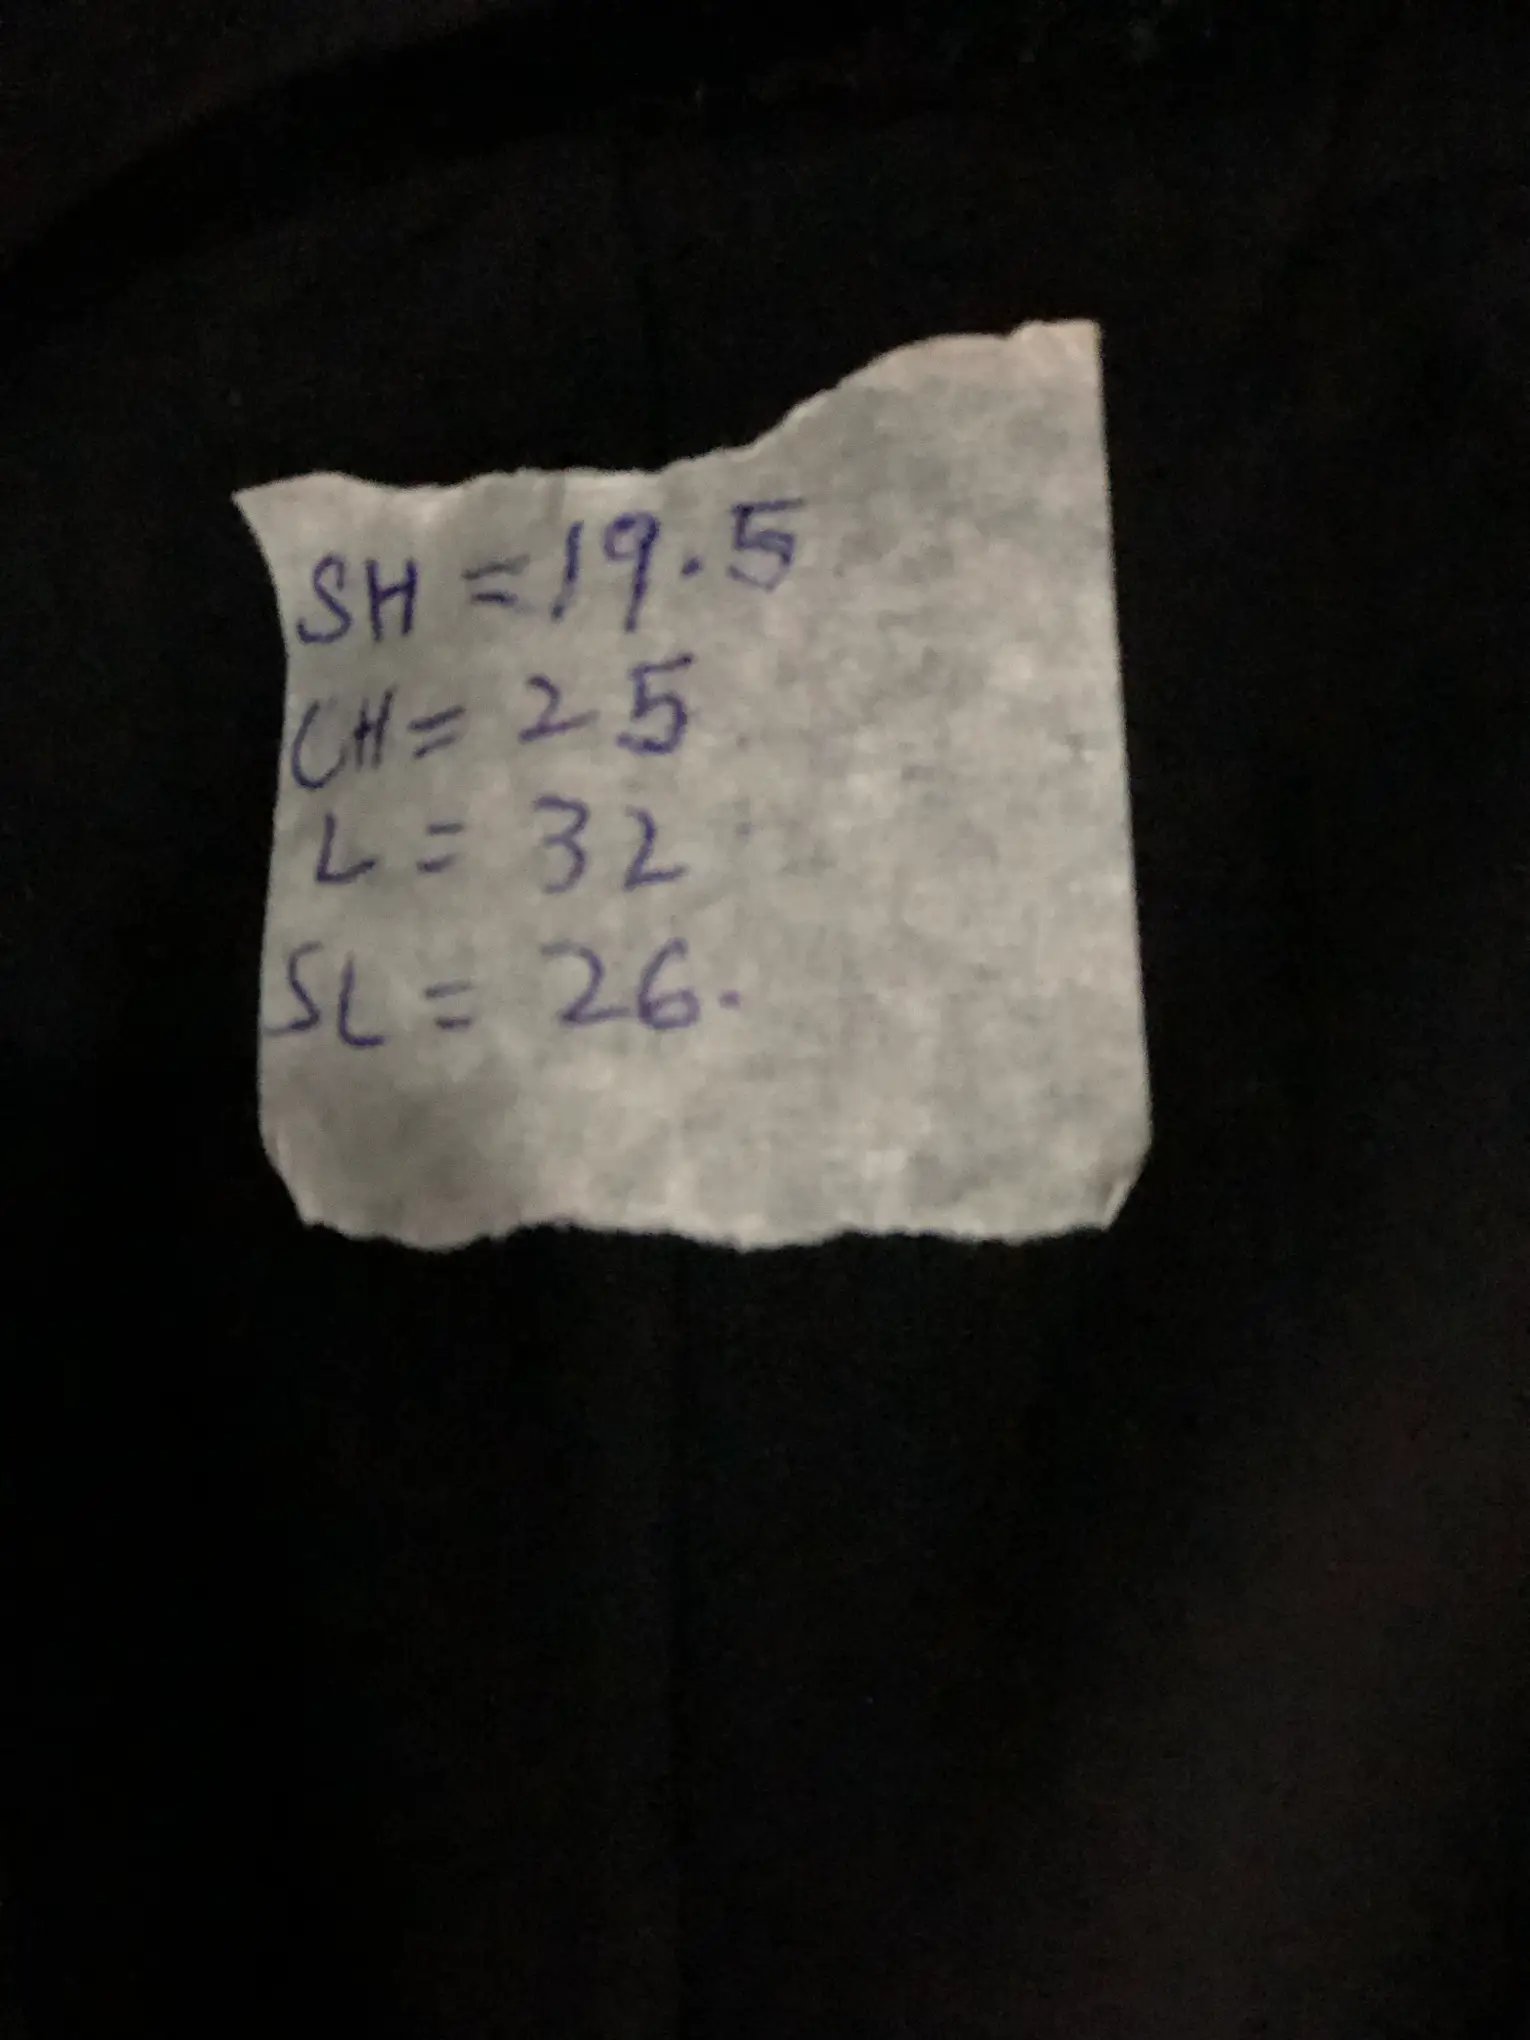 SH = 19.5
CH = 25
L = 32
SL = 26.